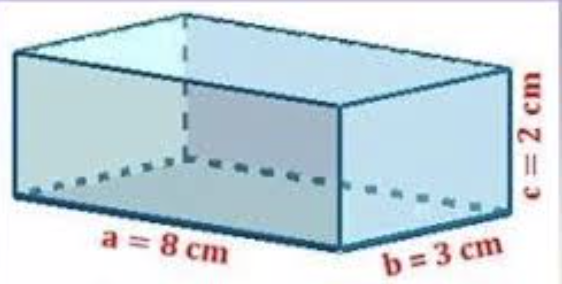 c = 2 cm
a = 8 cm
b = 3 cm